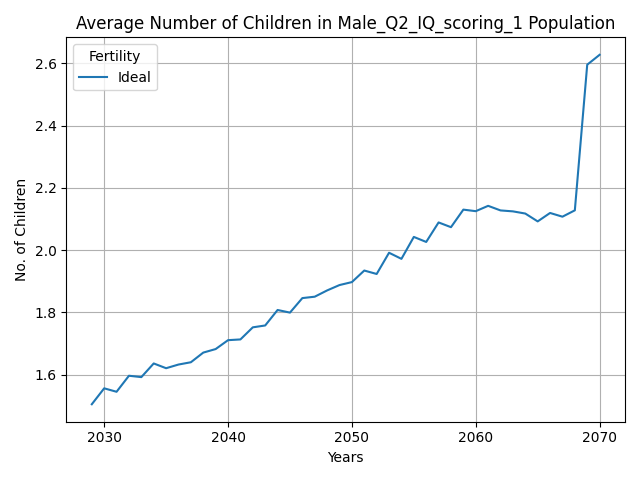 Average Number of Children in Male_Q2_IQ_scoring_1 Population
Fertility
Ideal
No. of Children
2.6
2.4
2.2
2.0
1.8
1.6
2030 2040 2050 2060 2070
Years